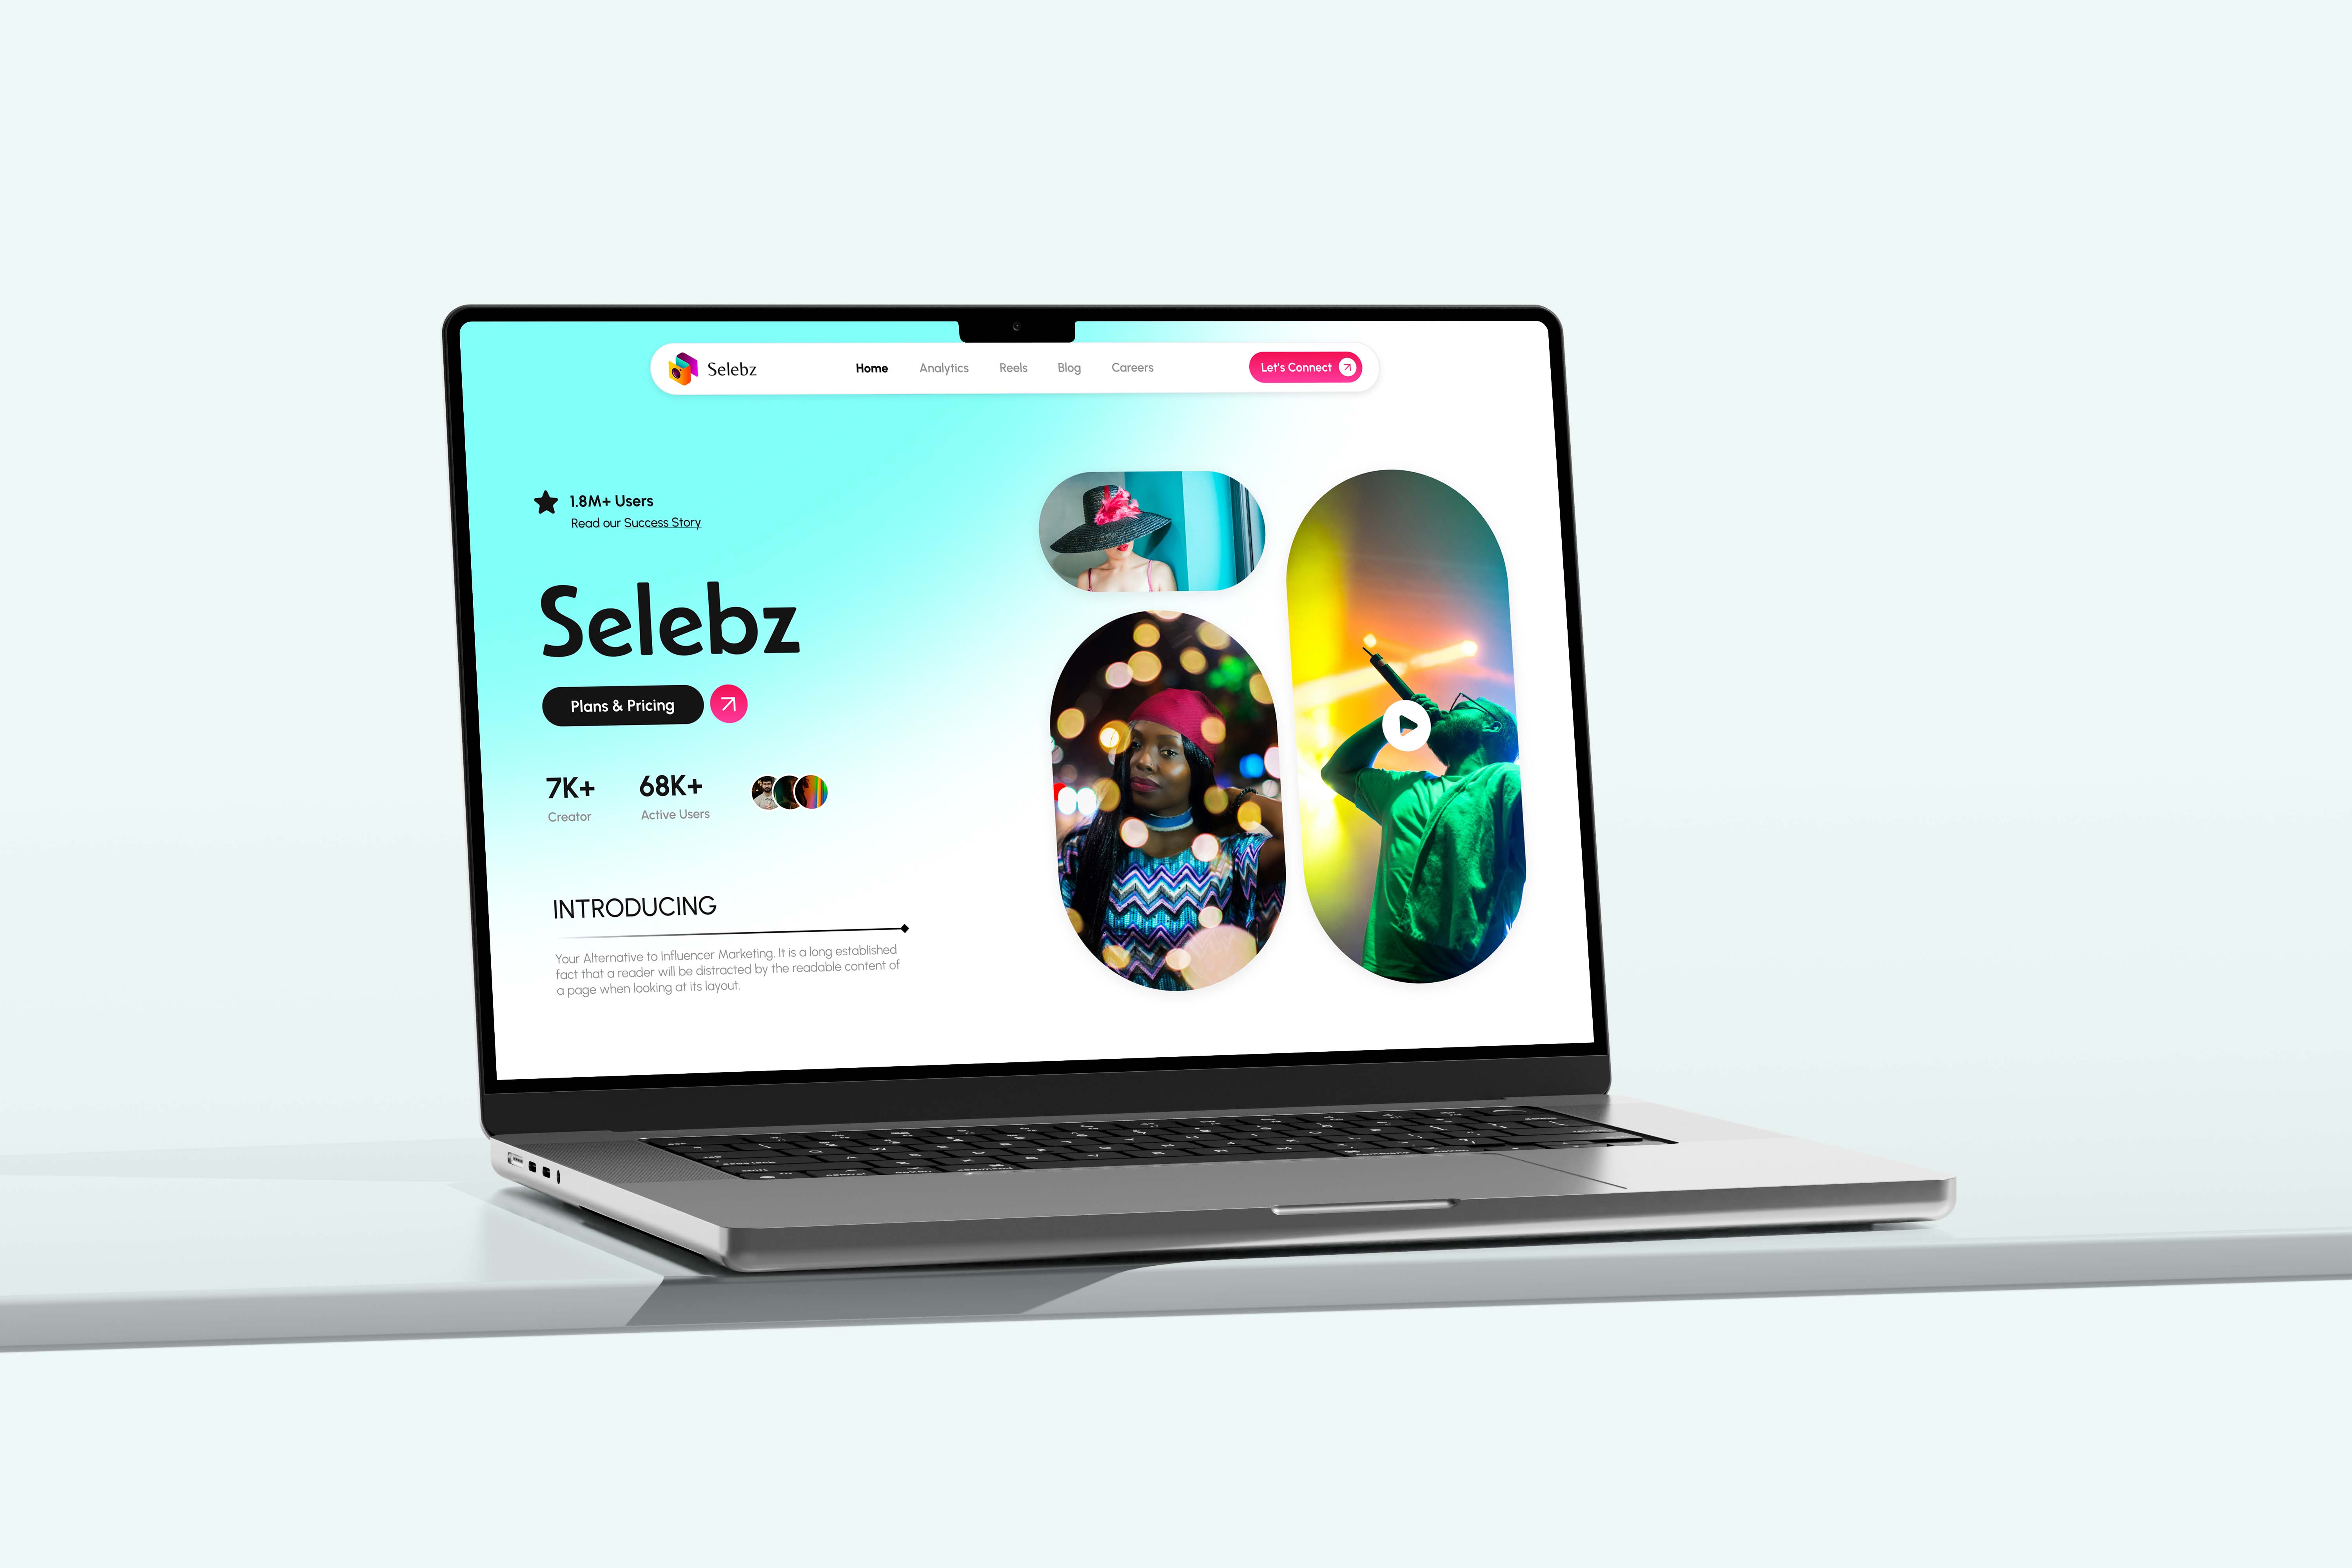 Selebz
Home Analytics Reels Blog Careers
Let's Connect
1.8M+ Users
Read our Success Story
Selebz
Plans & Pricing
7K+ 68K+
Creator Active Users
INTRODUCING
Your Alternative to Influencer Marketing. It is a long established
fact that a reader will be distracted by the readable content of
a page when looking at its layout.